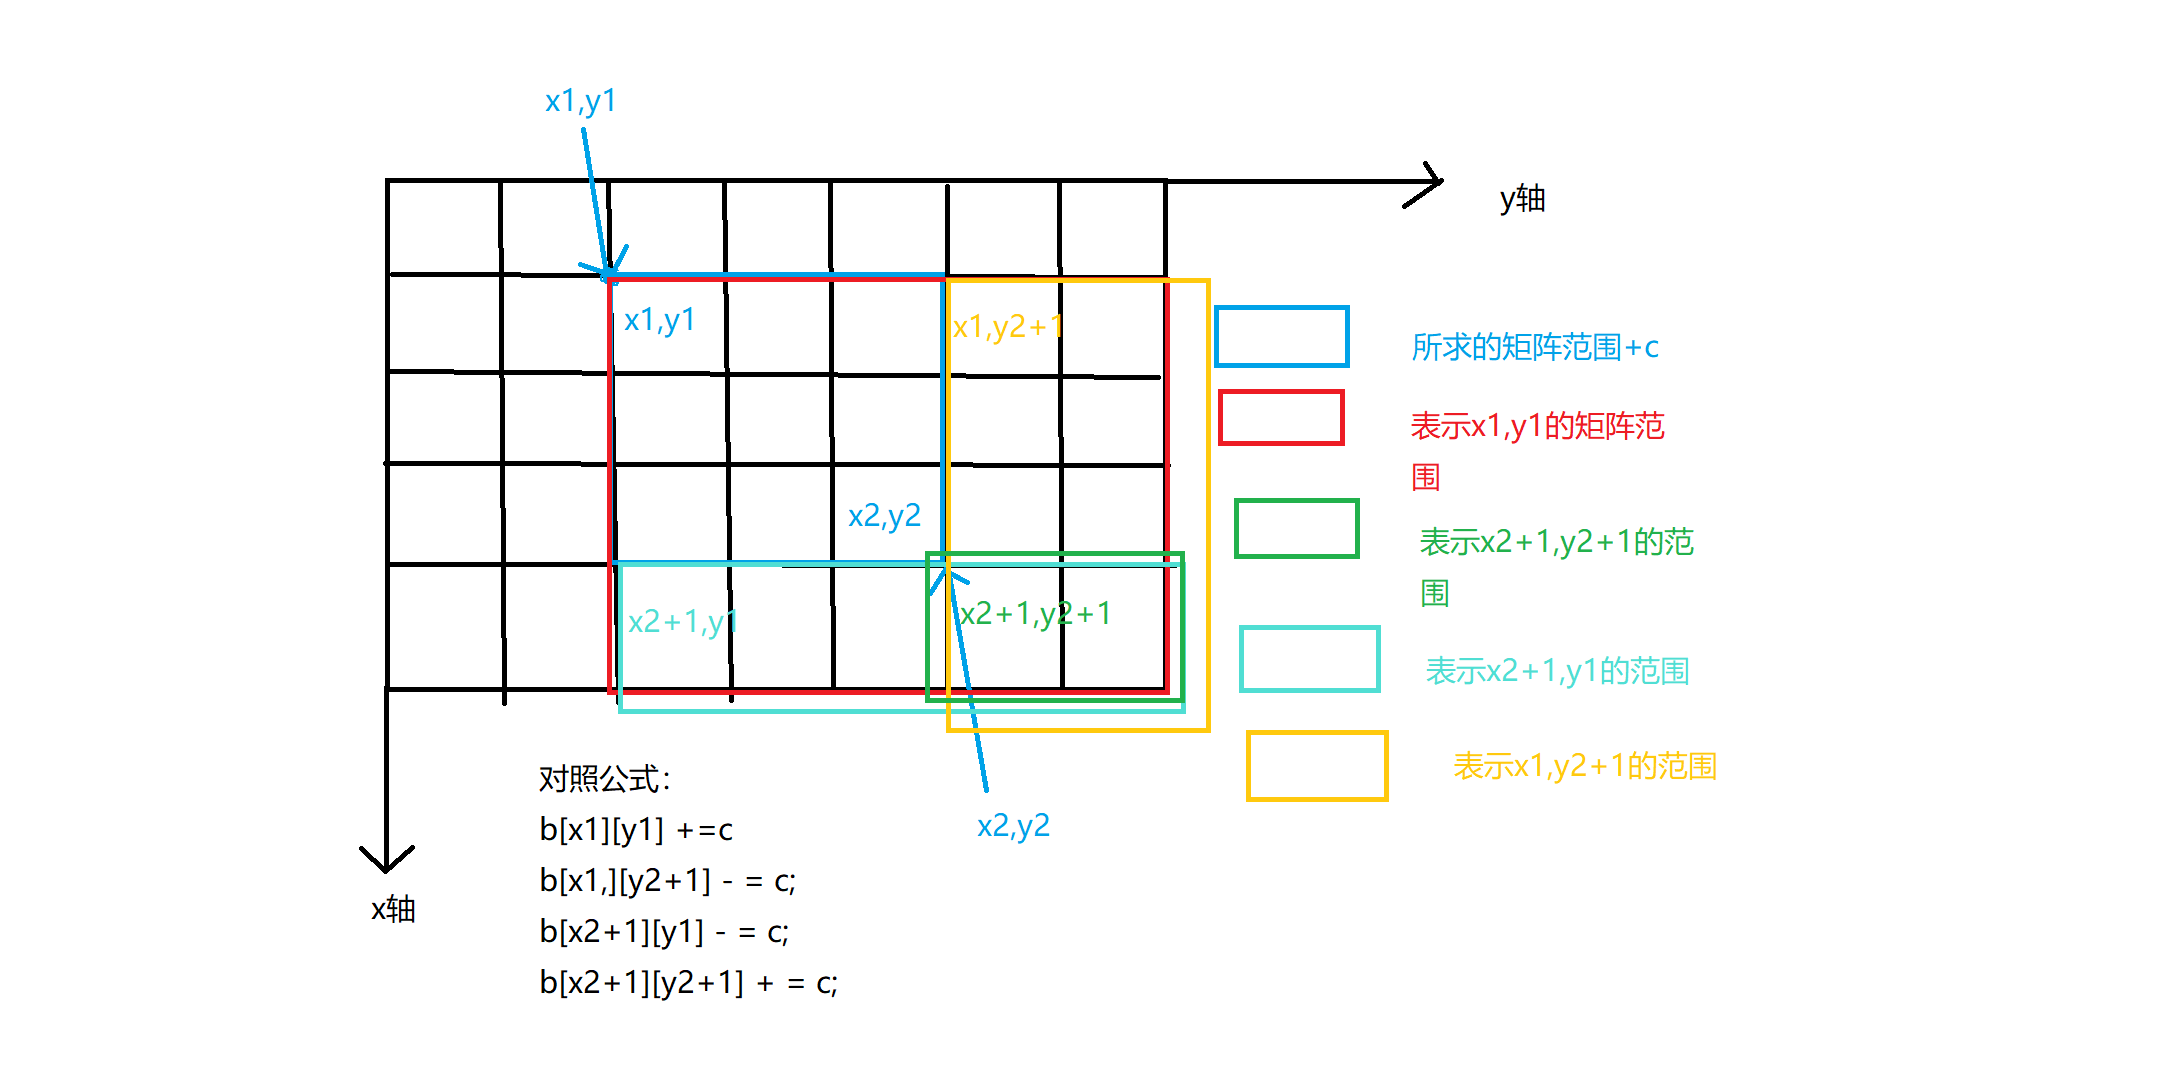 x1,y1
y轴
x1,y1
x1,y2+1
所求的矩阵范围+c
表示x1,y1的矩阵范
围
x2,y2
表示x2+1,y2+1的范
围
x2+1,y1
x2+1,y2+1
表示x2+1,y1的范围
表示x1,y2+1的范围
对照公式：
x2,y2
b[x1][y1] +=c
b[x1,][y2+1] - = c;
x轴
b[x2+1][y1] - = c;
b[x2+1][y2+1] + = c;